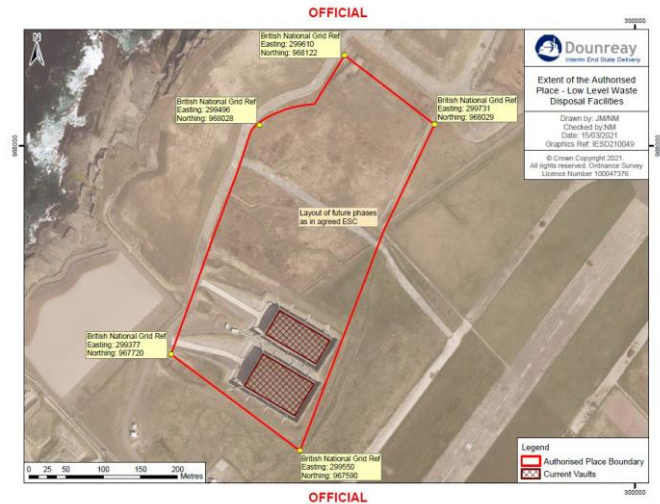 OFFICIAL
300000
N
British National Grid Ref
Easting: 299610
Northing: 968122
Dounreay
Interim End State Delivery
Extent of the Authorised
Place - Low Level Waste
Disposal Facilities
Drawn by: JM/NM
Checked by:NM
Date: 15/03/2021
Graphics Ref: IESD210049
© Crown Copyright 2021.
All rights reserved. Ordnance Survey
Licence Number 100047376.
British National Grid Ref
Easting: 299496
Northing: 968028
British National Grid Ref
Easting: 299731
Northing: 968029
968000
968000
Layout of future phases
as in agreed ESC
British National Grid Ref
Easting: 299377
Northing: 967720
British National Grid Ref
Easting: 299550
Northing: 967590
0 25 50 100 150 200
Metres
Legend
Authorised Place Boundary
Current Vaults
300000
OFFICIAL